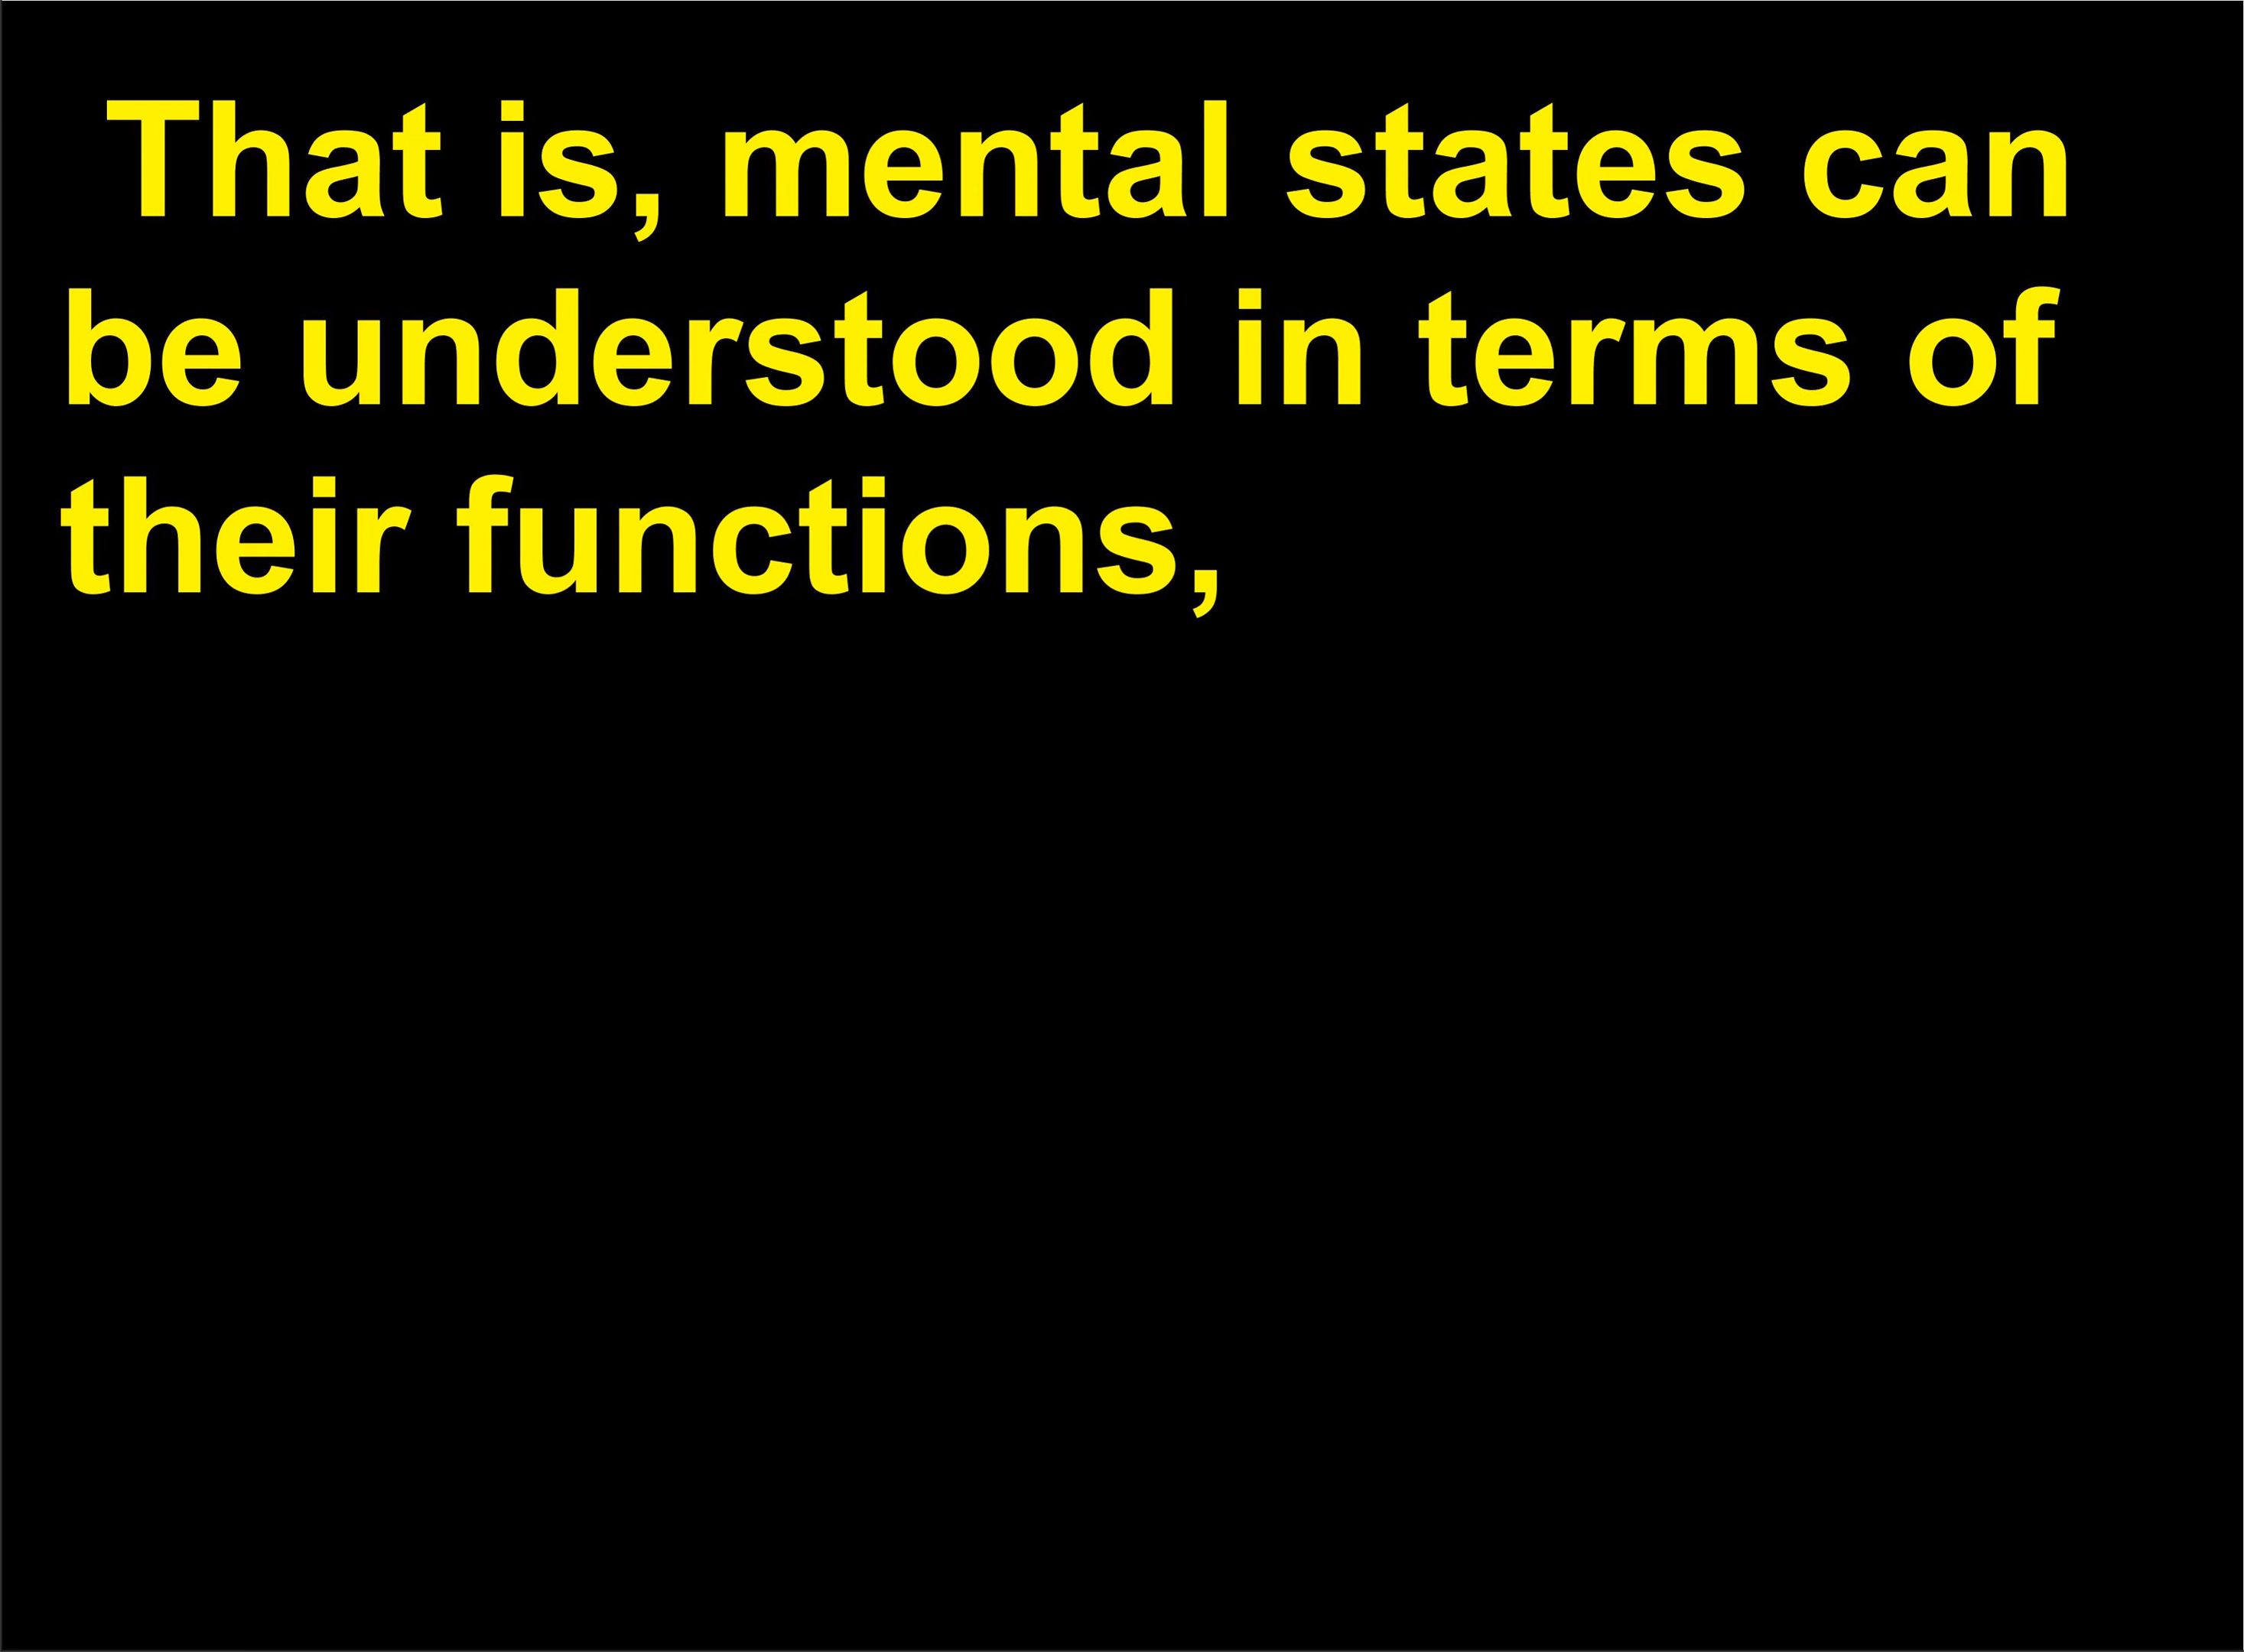 That is, mental states can
be understood in terms of
their functions,